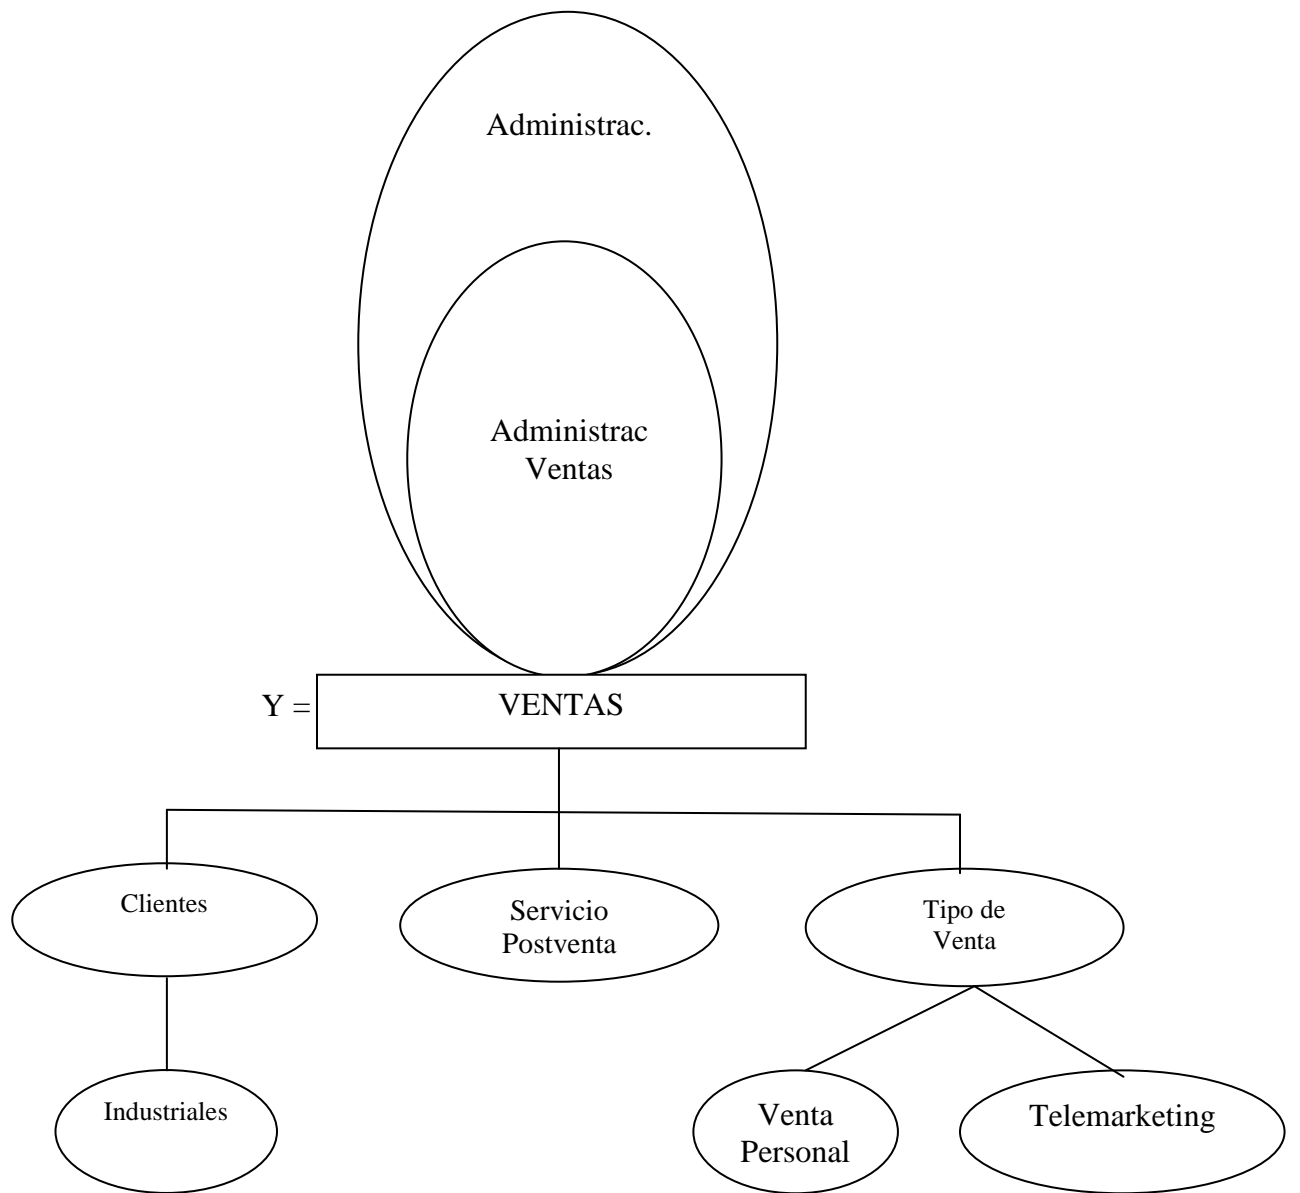 Administrac.
Administrac
Ventas
Y =
VENTAS
Clientes
Servicio
Postventa
Tipo de
Venta
Industriales
Venta
Personal
Telemarketing